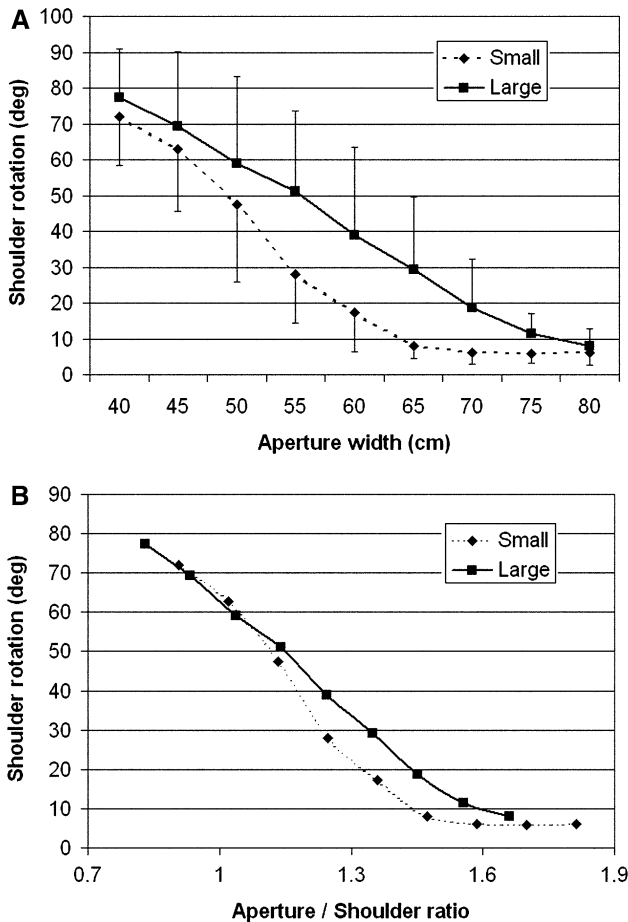 A
100
90
80
70
60
50
40
30
20
10
0
Shoulder rotation (deg)
Small
Large
40 45 50 55 60 65 70 75 80
Aperture width (cm)
B
90
80
70
60
50
40
30
20
10
0
Shoulder rotation (deg)
Small
Large
0.7 1 1.3 1.6 1.9
Aperture / Shoulder ratio